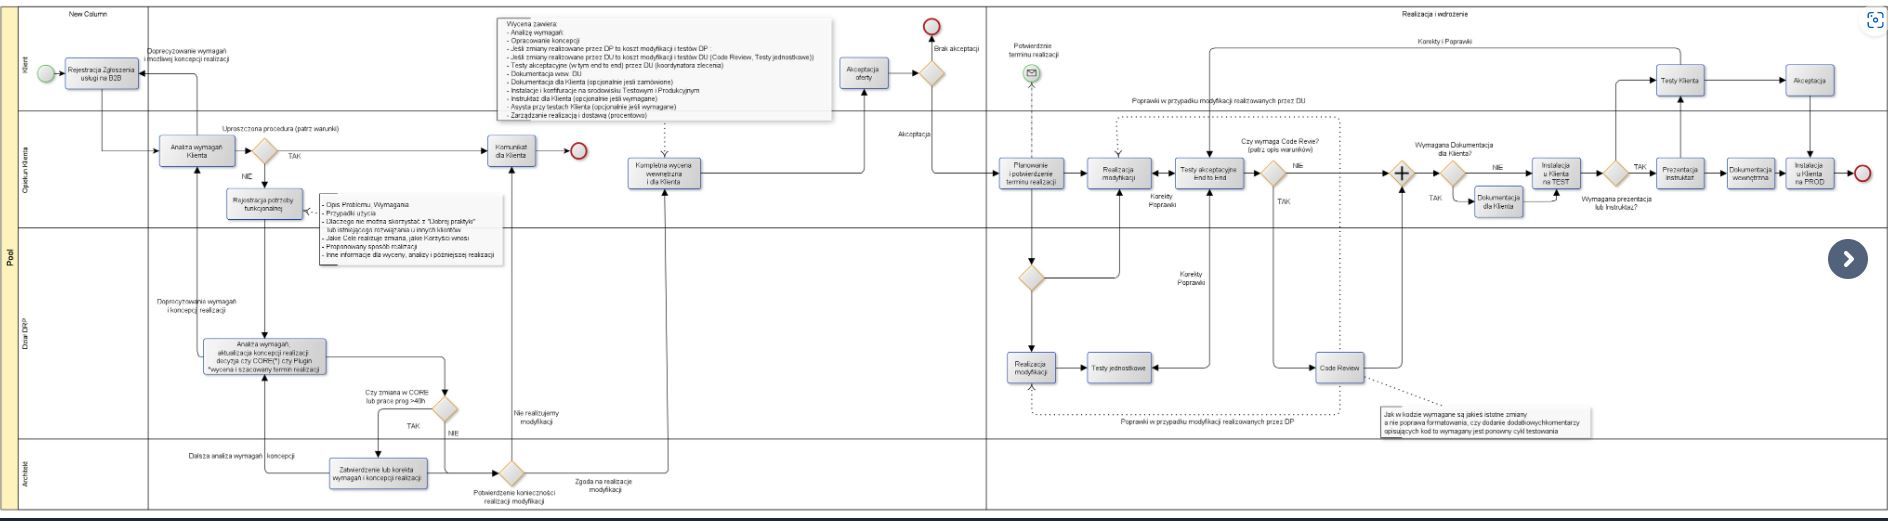 New Column
Realizacja i wdrożenie
Pool
Klient
Opiekun Klienta
Dział DRP
Architekt
Rejestracja Zgłoszenia
usługi na B2B
Doprecyzowanie wymagań
i możliwej koncepcji realizacji
Wycena zawiera:
- Analizę wymagań:
- Opracowanie koncepcji
- Jeśli zmiany realizowane przez DP to koszt modyfikacji i testów DP
- Jeśli zmiany realizowane przez DU to koszt modyfikacji i testów DU (Code Review, Testy jednostkowe))
- Testy akceptacyjne (w tym end to end) przez DU (koordynatora zlecenia)
- Dokumentacja wew. DU
- Dokumentacja dla Klienta (opcjonalnie jeśli zamówione)
- Instalacje i konfiguracje na środowisku Testowym i Produkcyjnym
- Instruktaż dla Klienta (opcjonalnie jeśli wymagane)
- Asysta przy testach Klienta (opcjonalnie jeśli wymagane)
- Zarządzanie realizacją i dostawą (procentowo)
Akceptacja
oferty
Brak akceptacji
Akceptacja
Potwierdznie
terminu realizacji
Korekty i Poprawki
Testy Klienta
Akceptacja
Poprawki w przypadku modyfikacji realizowanych przez DU
Analiza wymagań
Klienta
Uproszczona procedura (patrz warunki)
TAK
NIE
Komunikat
dla Klienta
Rejestracja potrzeby
funkcjonalnej
- Opis Problemu, Wymagania.
- Przypadki użycia
- Dlaczego nie można skorzystać z "Dobrej praktyki"
lub istniejącego rozwiązania u innych klientów
- Jakie Cele realizuje zmiana, jakie Korzyści wnosi
- Proponowany sposób realizacji
- Inne informacje dla wyceny, analizy i późniejszej realizacji
Kompletna wycena
wewnętrzna
i dla Klienta
Planowanie
i potwierdzenie
terminu realizacji
Realizacja
modyfikacji
Korekty
Poprawki
Testy akceptacyjne
End to End
Czy wymaga Code Revie?
(patrz opis warunków)
NIE
TAK
Wymagana Dokumentacja
dla Klienta?
NIE
TAK
Dokumentacja
dla Klienta
Instalacja
u Klienta
na TEST
TAK
Wymagana prezentacja
lub Instruktaż?
Prezentacja
Instruktaż
Dokumentacja
wewnętrzna
Instalacja
u Klienta
na PROD
Doprecyzowanie wymagań
i koncepcji realizacji
Analiza wymagań,
aktualizacja koncepcji realizacji
decyzja czy CORE(*) czy Plugin
*wycena i szacowany termin realizacji
Czy zmiana w CORE
lub prace prog >48h
TAK
NIE
Nie realizujemy
modyfikacji
Korekty
Poprawki
Realizacja
modyfikacji
Testy jednostkowe
Code Review
Poprawki w przypadku modyfikacji realizowanych przez DP
Jak w kodzie wymagane są jakieś istotne zmiany
a nie poprawa formatowania, czy dodanie dodatkowychkomentarzy
opisujących kod to wymagany jest ponowny cykl testowania
Dalsza analiza wymagań i koncepcji
Zatwierdzenie lub korekta
wymagań i koncepcji realizacji
Potwierdzenie konieczności
realizacji modyfikacji
Zgoda na realizacje
modyfikacji